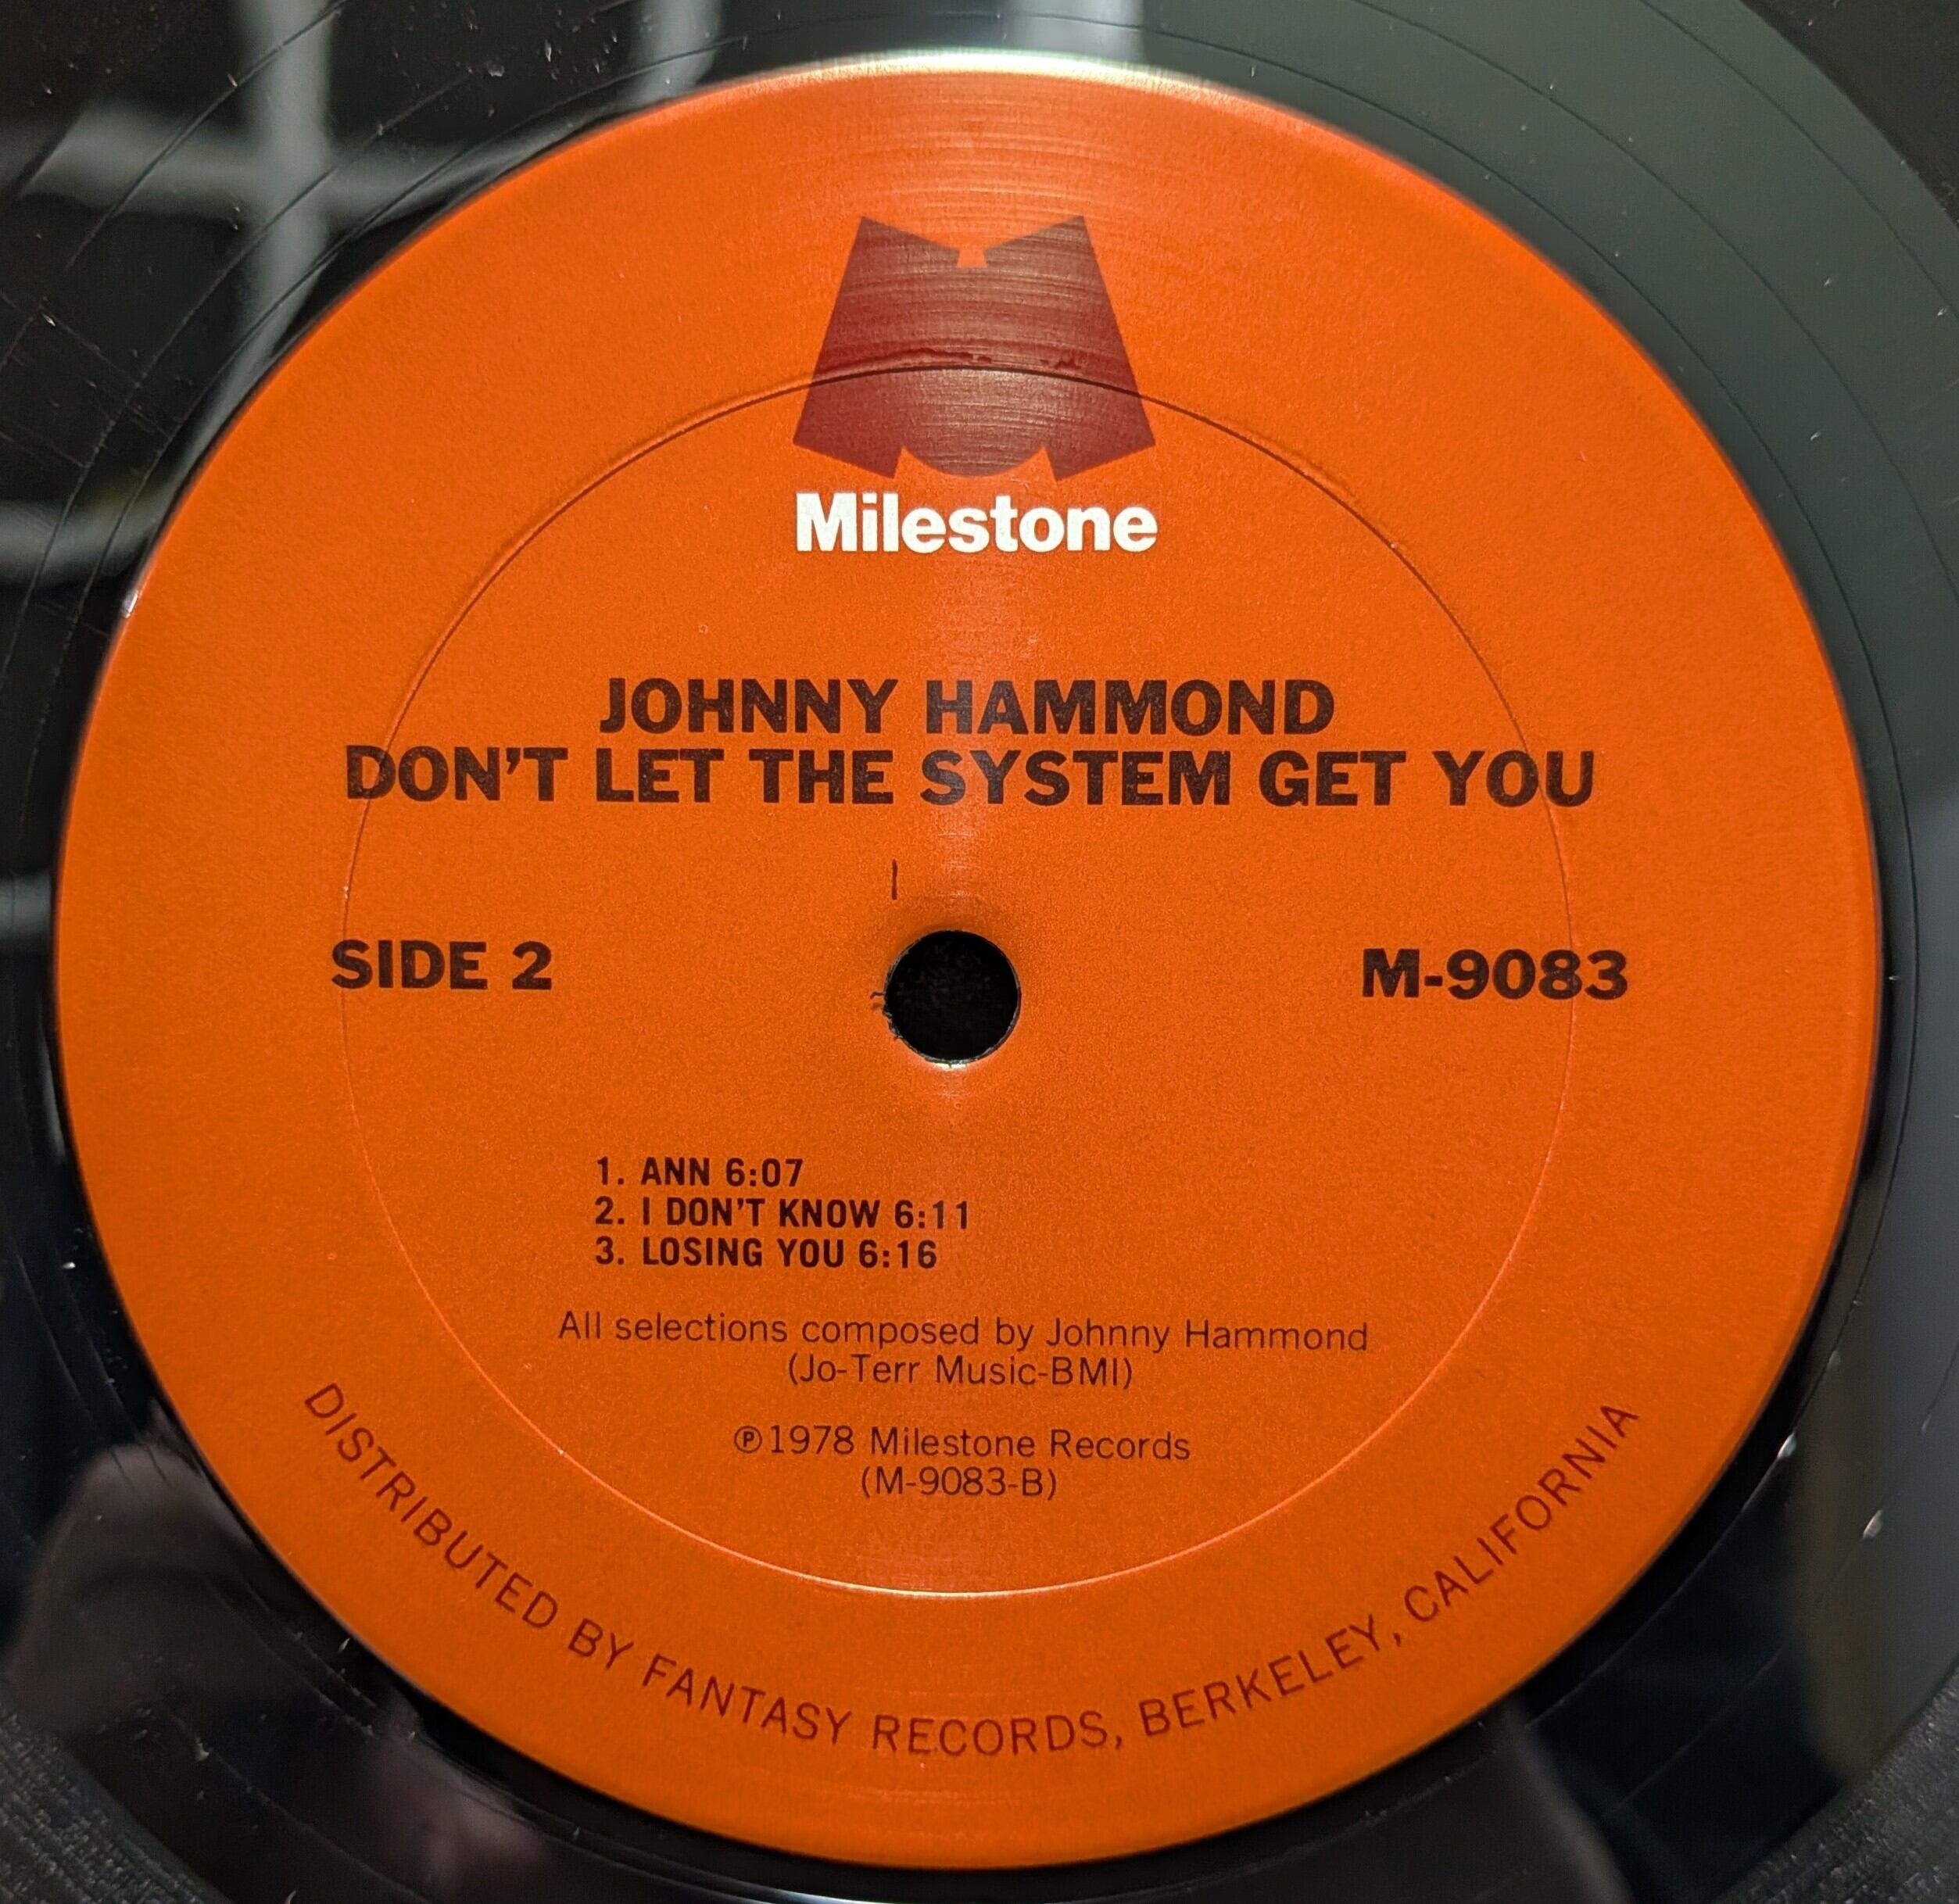 Milestone
JOHNNY HAMMOND
DON'T LET THE SYSTEM GET YOU
SIDE 2
M-9083
1. ANN 6:07
2. I DON'T KNOW 6:11
3. LOSING YOU 6:16
All selections composed by Johnny Hammond
(Jo-Terr Music-BMI)
℗1978 Milestone Records
(M-9083-B)
DISTRIBUTED BY FANTASY RECORDS, BERKELEY, CALIFORNIA